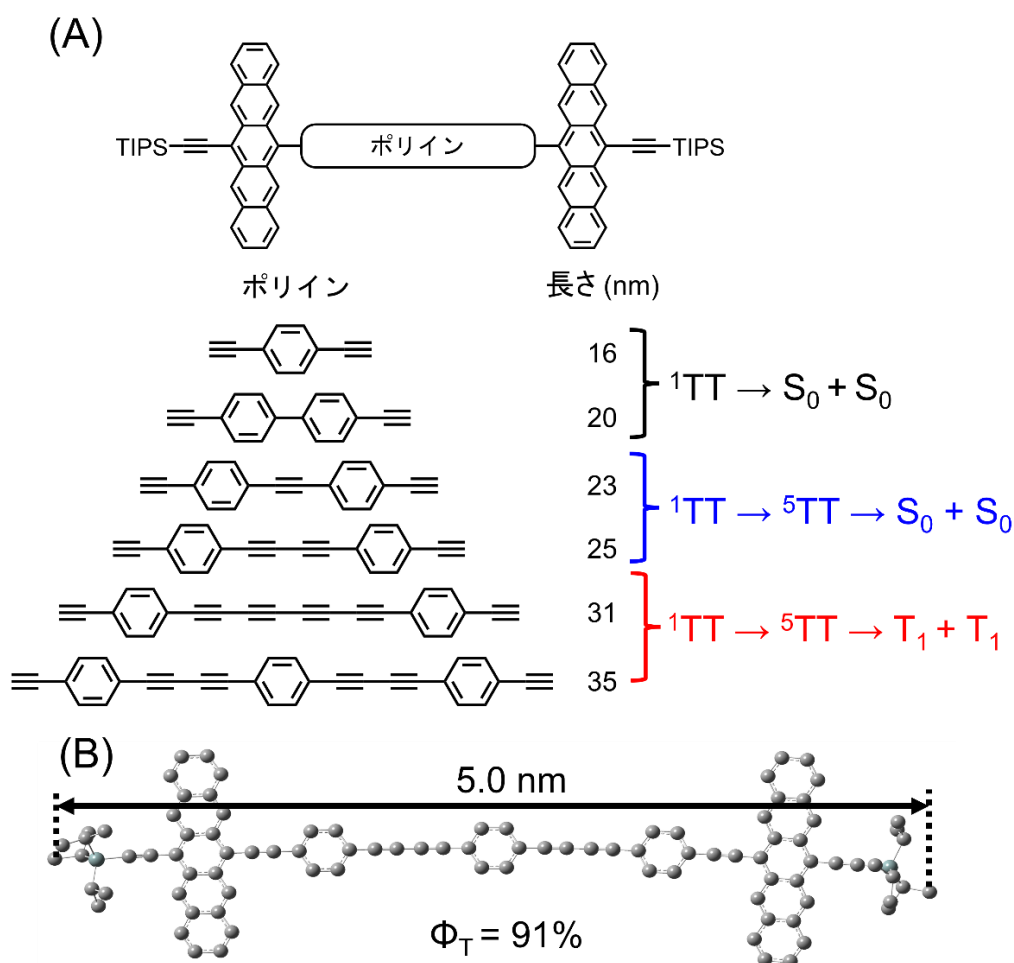 (A)
TIPS ポリイン TIPS
ポリイン 長さ (nm)
16
¹TT → S₀ + S₀
20
23
¹TT → ⁵TT → S₀ + S₀
25
31
¹TT → ⁵TT → T₁ + T₁
35
(B)
5.0 nm
Φ_T = 91%